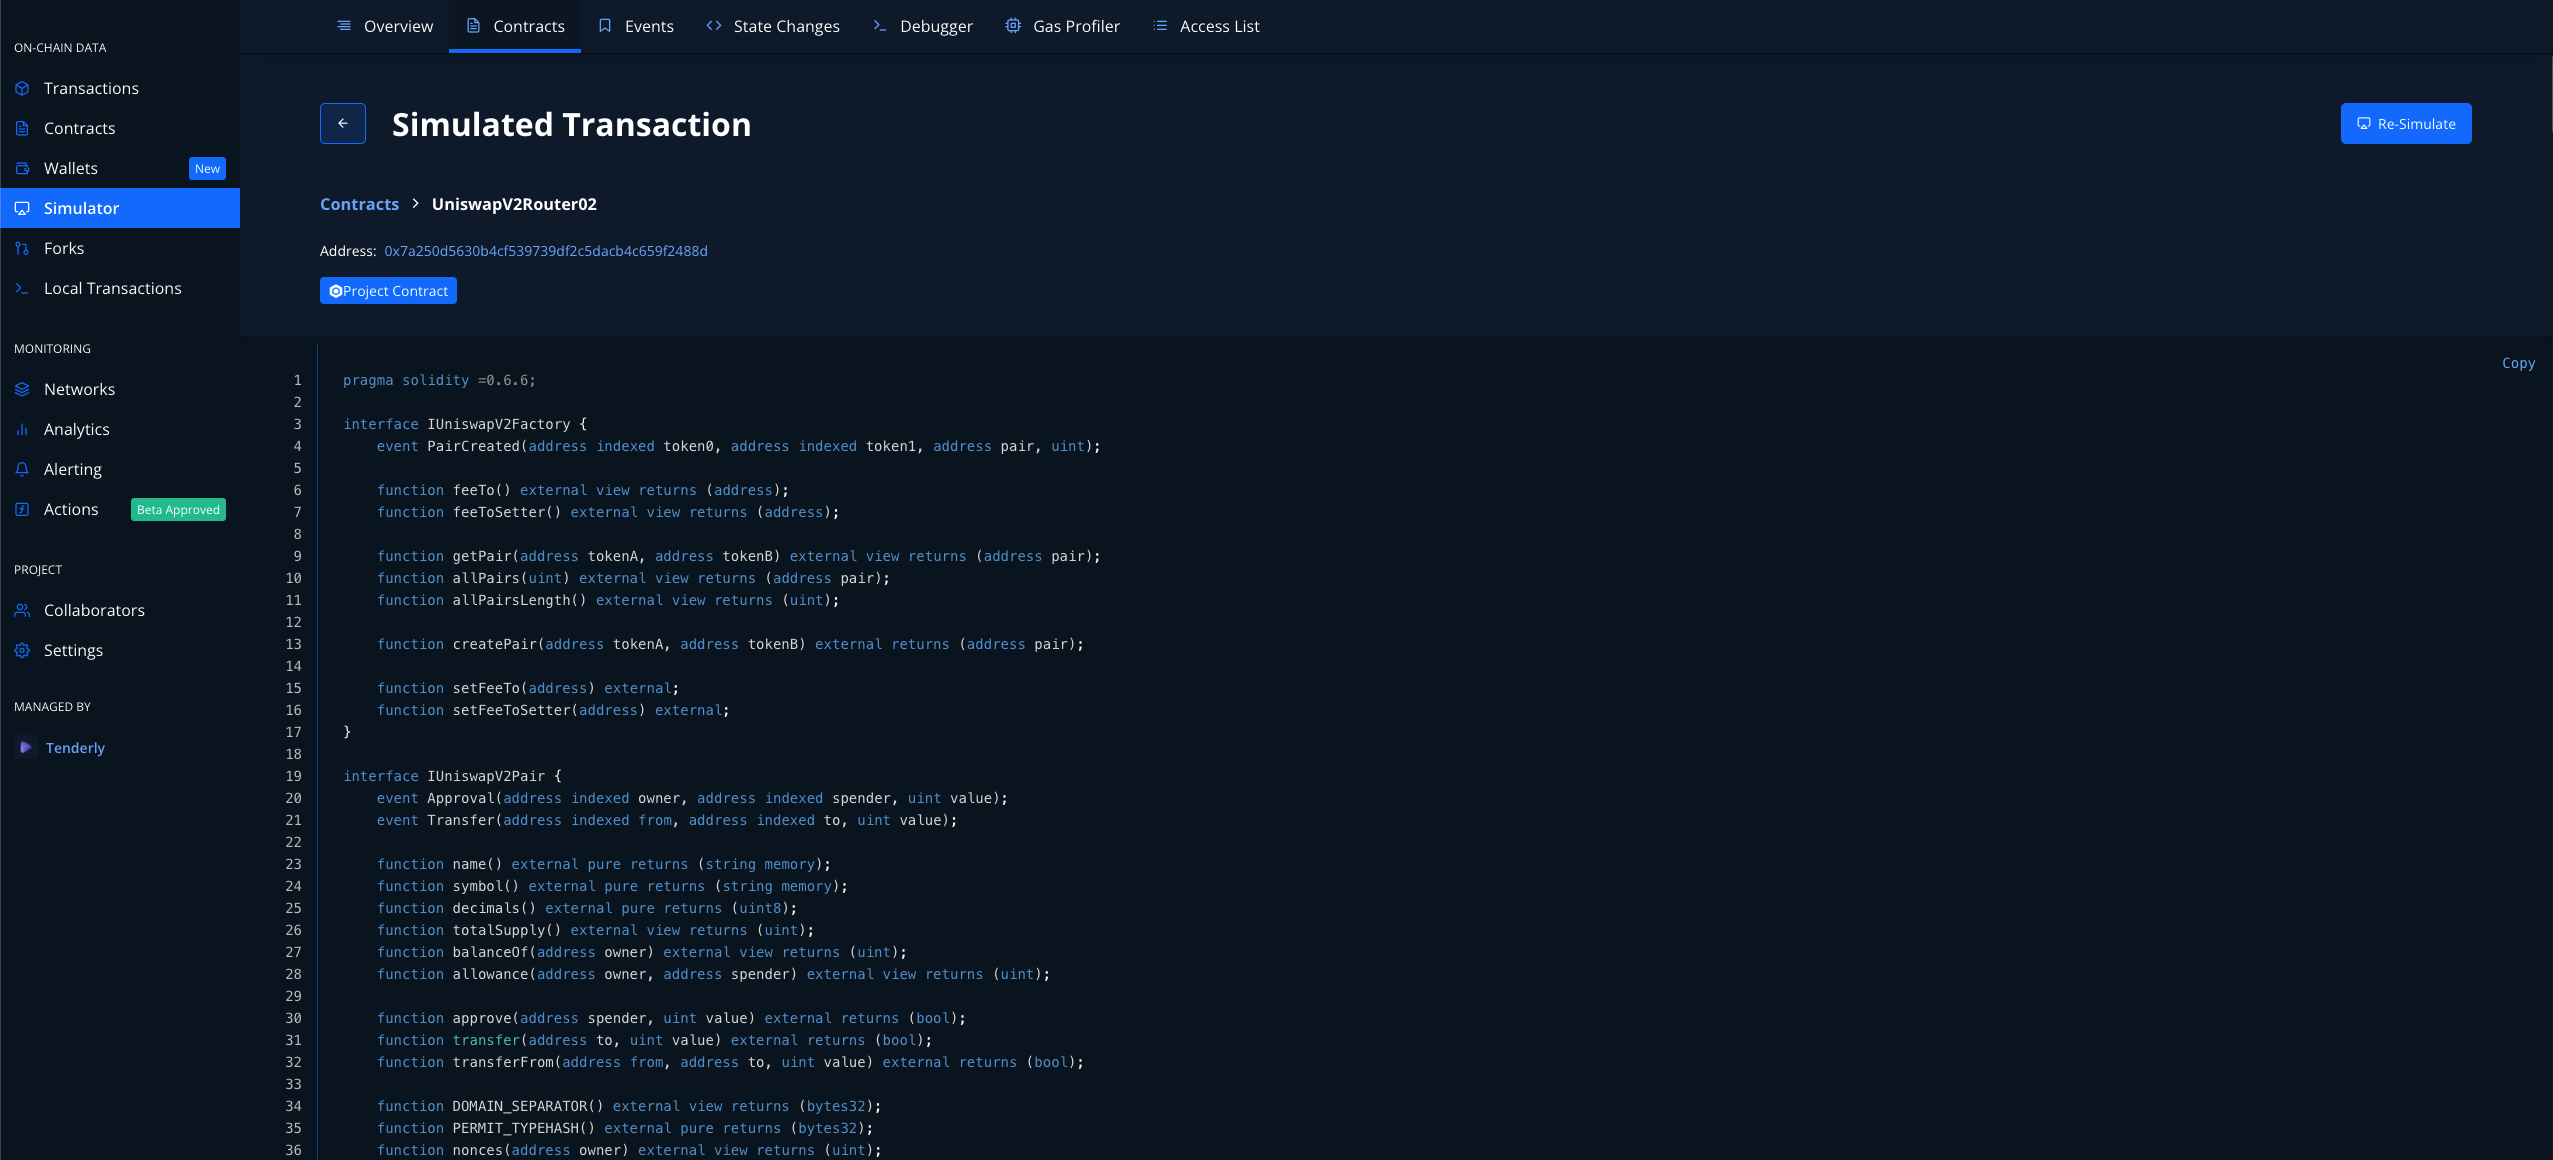 Overview
Contracts
Events
State Changes
Debugger
Gas Profiler
Access List
ON-CHAIN DATA
Transactions
Contracts
Wallets New
Simulator
Forks
Local Transactions
MONITORING
Networks
Analytics
Alerting
Actions Beta Approved
PROJECT
Collaborators
Settings
MANAGED BY
Tenderly
Simulated Transaction
Re-Simulate
Contracts > UniswapV2Router02
Address: 0x7a250d5630b4cf539739df2c5dacb4c659f2488d
Project Contract
Copy
1 pragma solidity =0.6.6;
2
3 interface IUniswapV2Factory {
4     event PairCreated(address indexed token0, address indexed token1, address pair, uint);
5
6     function feeTo() external view returns (address);
7     function feeToSetter() external view returns (address);
8
9     function getPair(address tokenA, address tokenB) external view returns (address pair);
10     function allPairs(uint) external view returns (address pair);
11     function allPairsLength() external view returns (uint);
12
13     function createPair(address tokenA, address tokenB) external returns (address pair);
14
15     function setFeeTo(address) external;
16     function setFeeToSetter(address) external;
17 }
18
19 interface IUniswapV2Pair {
20     event Approval(address indexed owner, address indexed spender, uint value);
21     event Transfer(address indexed from, address indexed to, uint value);
22
23     function name() external pure returns (string memory);
24     function symbol() external pure returns (string memory);
25     function decimals() external pure returns (uint8);
26     function totalSupply() external view returns (uint);
27     function balanceOf(address owner) external view returns (uint);
28     function allowance(address owner, address spender) external view returns (uint);
29
30     function approve(address spender, uint value) external returns (bool);
31     function transfer(address to, uint value) external returns (bool);
32     function transferFrom(address from, address to, uint value) external returns (bool);
33
34     function DOMAIN_SEPARATOR() external view returns (bytes32);
35     function PERMIT_TYPEHASH() external pure returns (bytes32);
36     function nonces(address owner) external view returns (uint);